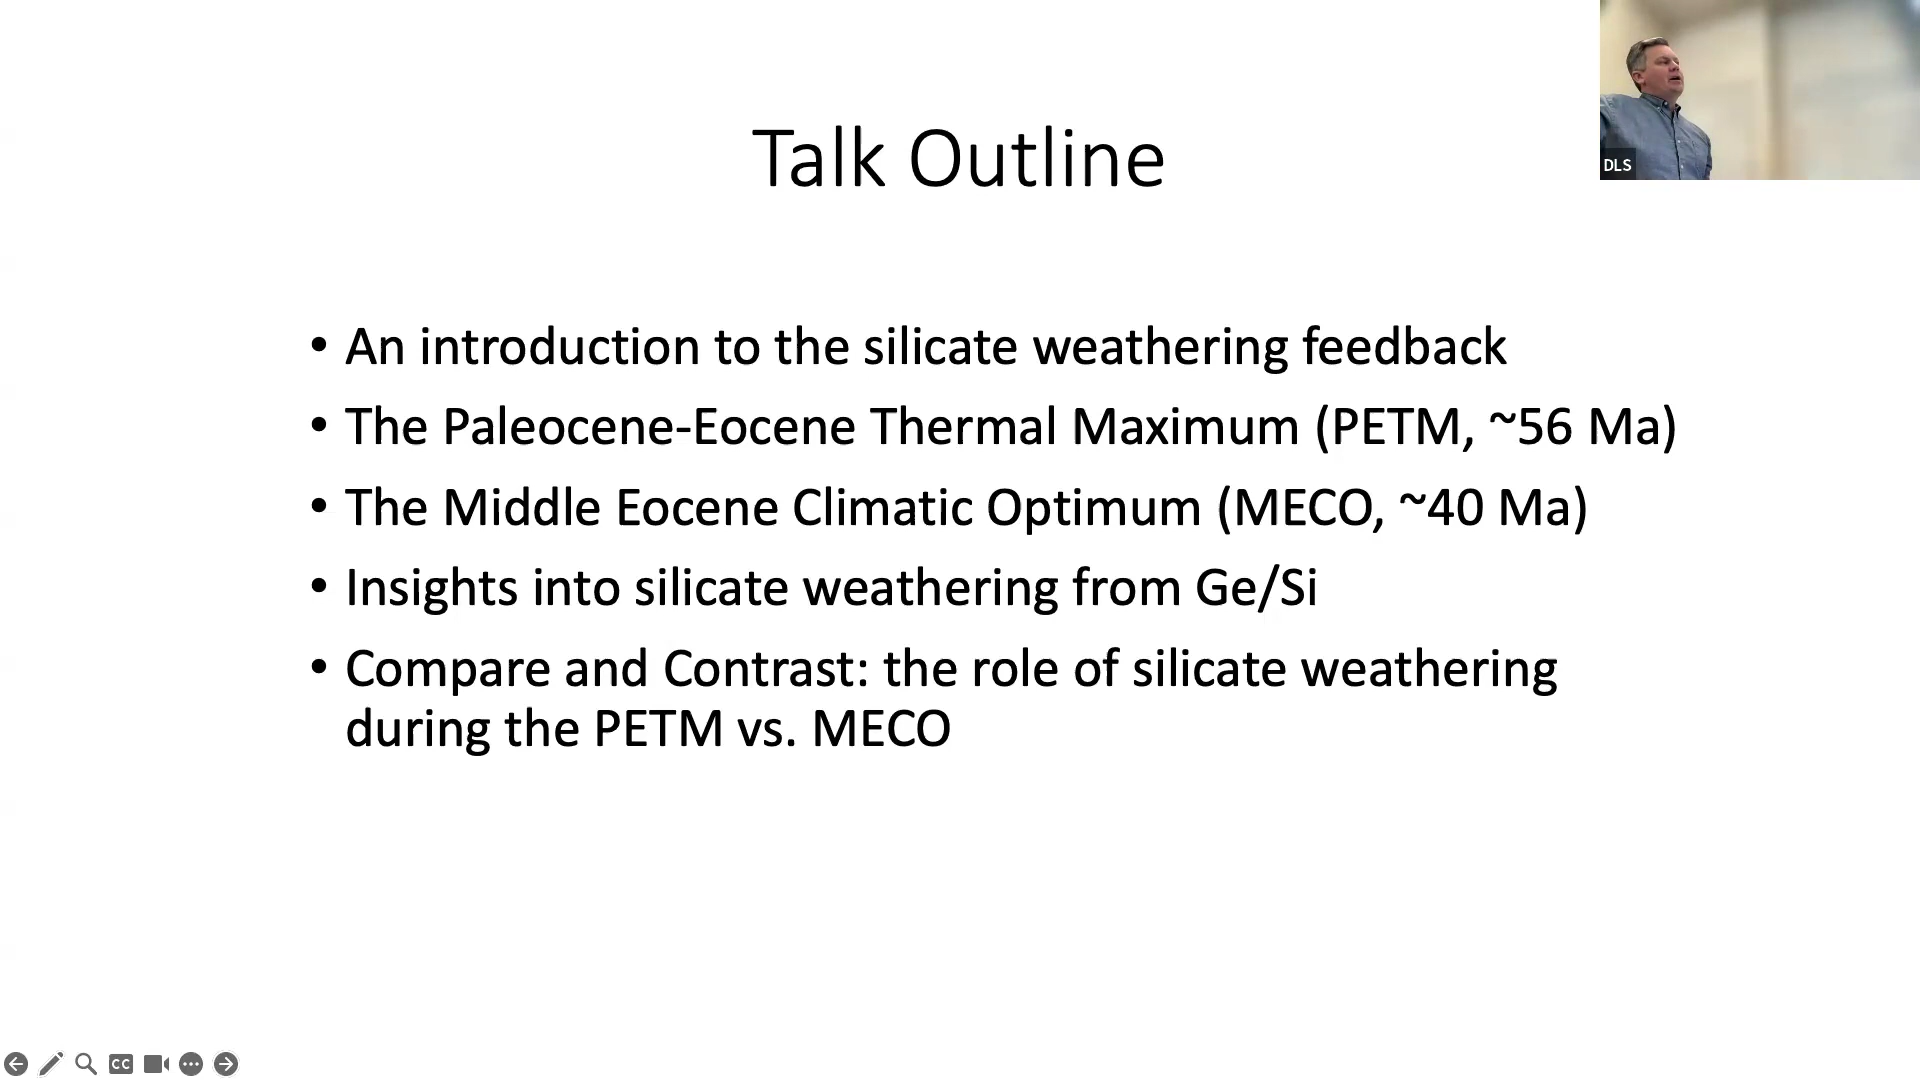 Talk Outline
DLS
• An introduction to the silicate weathering feedback
• The Paleocene-Eocene Thermal Maximum (PETM, ~56 Ma)
• The Middle Eocene Climatic Optimum (MECO, ~40 Ma)
• Insights into silicate weathering from Ge/Si
• Compare and Contrast: the role of silicate weathering
during the PETM vs. MECO
CC